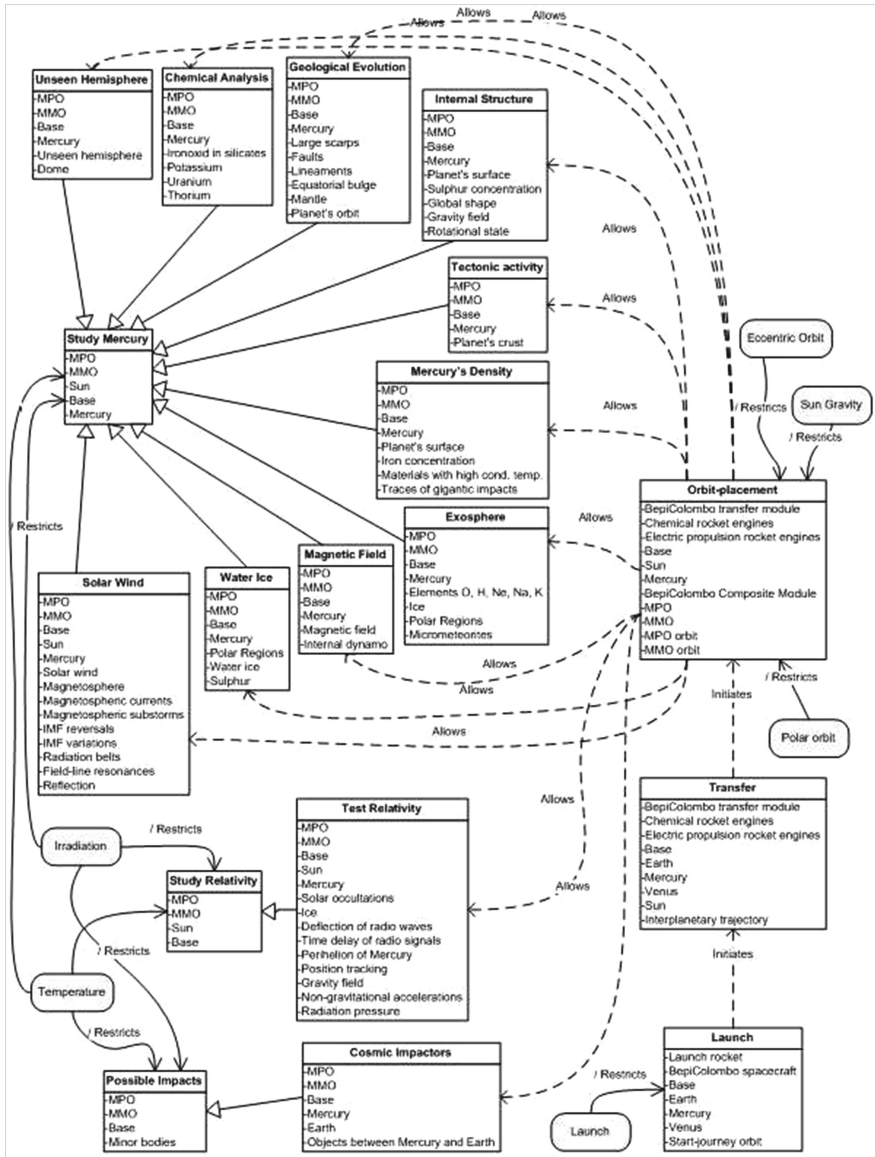 Allows
Allows
Allows
Unseen Hemisphere
-MPO
-MMO
-Base
-Mercury
-Unseen hemisphere
-Dome
Chemical Analysis
-MPO
-MMO
-Base
-Mercury
-Ironoxid in silicates
-Potassium
-Uranium
-Thorium
Geological Evolution
-MPO
-MMO
-Base
-Mercury
-Large scarps
-Faults
-Lineaments
-Equatorial bulge
-Mantle
-Planet's orbit
Internal Structure
-MPO
-MMO
-Base
-Mercury
-Planet's surface
-Sulphur concentration
-Global shape
-Gravity field
-Rotational state
Allows
Tectonic activity
-MPO
-MMO
-Base
-Mercury
-Planet's crust
Allows
Study Mercury
-MPO
-MMO
-Sun
-Base
-Mercury
Mercury's Density
-MPO
-MMO
-Base
-Mercury
-Planet's surface
-Iron concentration
-Materials with high cond. temp.
-Traces of gigantic impacts
Allows
Eccentric Orbit
/ Restricts
Sun Gravity
/ Restricts
Orbit-placement
-BepiColombo transfer module
-Chemical rocket engines
-Electric propulsion rocket engines
-Base
-Sun
-Mercury
-BepiColombo Composite Module
-MPO
-MMO
-MPO orbit
-MMO orbit
Exosphere
-MPO
-MMO
-Base
-Mercury
-Elements O, H, Ne, Na, K
-Ice
-Polar Regions
-Micrometeorites
Allows
/ Restricts
Magnetic Field
-MPO
-MMO
-Base
-Mercury
-Magnetic field
-Internal dynamo
Allows
Water Ice
-MPO
-MMO
-Base
-Mercury
-Polar Regions
-Water ice
-Sulphur
Allows
Solar Wind
-MPO
-MMO
-Base
-Sun
-Mercury
-Solar wind
-Magnetosphere
-Magnetospheric currents
-Magnetospheric substorms
-IMF reversals
-IMF variations
-Radiation belts
-Field-line resonances
-Reflection
Allows
Initiates
/ Restricts
Polar orbit
Transfer
-BepiColombo transfer module
-Chemical rocket engines
-Electric propulsion rocket engines
-Base
-Earth
-Mercury
-Venus
-Sun
-Interplanetary trajectory
Test Relativity
-MPO
-MMO
-Base
-Sun
-Mercury
-Solar occultations
-Ice
-Deflection of radio waves
-Time delay of radio signals
-Perihelion of Mercury
-Position tracking
-Gravity field
-Non-gravitational accelerations
-Radiation pressure
Allows
Allows
Irradiation
/ Restricts
Study Relativity
-MPO
-MMO
-Sun
-Base
/ Restricts
Temperature
/ Restricts
Initiates
Possible Impacts
-MPO
-MMO
-Base
-Minor bodies
Cosmic Impactors
-MPO
-MMO
-Base
-Mercury
-Earth
-Objects between Mercury and Earth
Launch
-Launch rocket
-BepiColombo spacecraft
-Base
-Earth
-Mercury
-Venus
-Start-journey orbit
/ Restricts
Launch